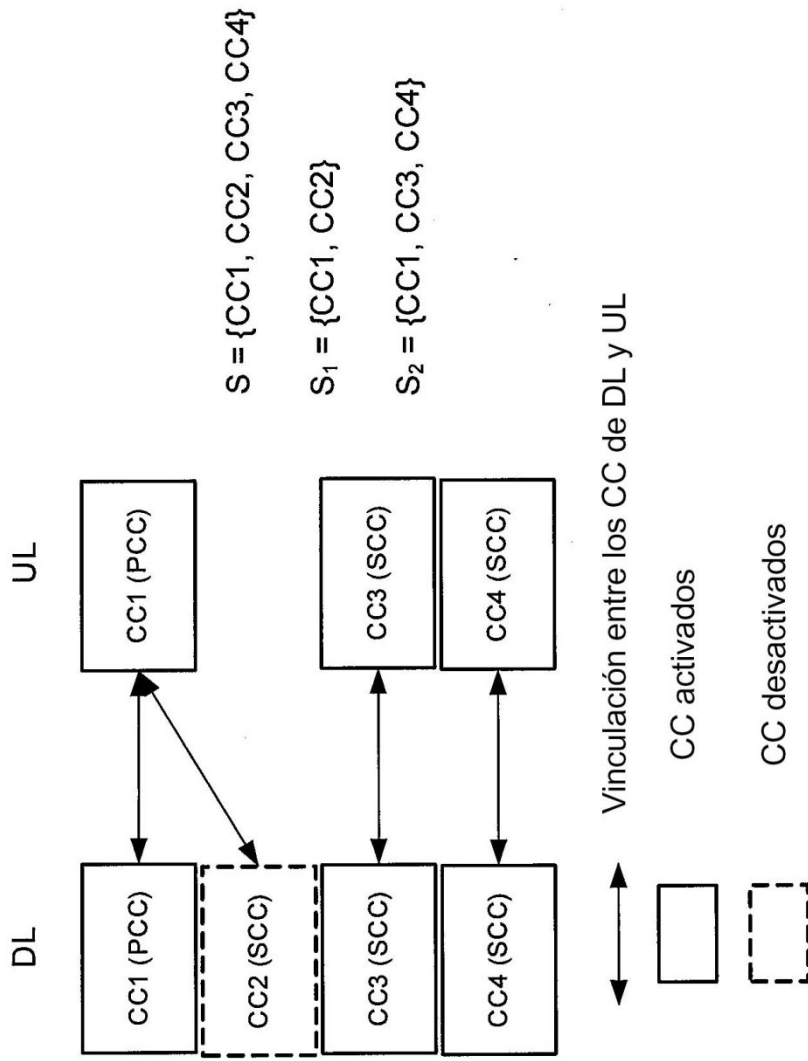 DL
UL
CC1 (PCC)
CC1 (PCC)
CC2 (SCC)
CC3 (SCC)
CC3 (SCC)
CC4 (SCC)
CC4 (SCC)
S = {CC1, CC2, CC3, CC4}
S₁ = {CC1, CC2}
S₂ = {CC1, CC3, CC4}
Vinculación entre los CC de DL y UL
CC activados
CC desactivados